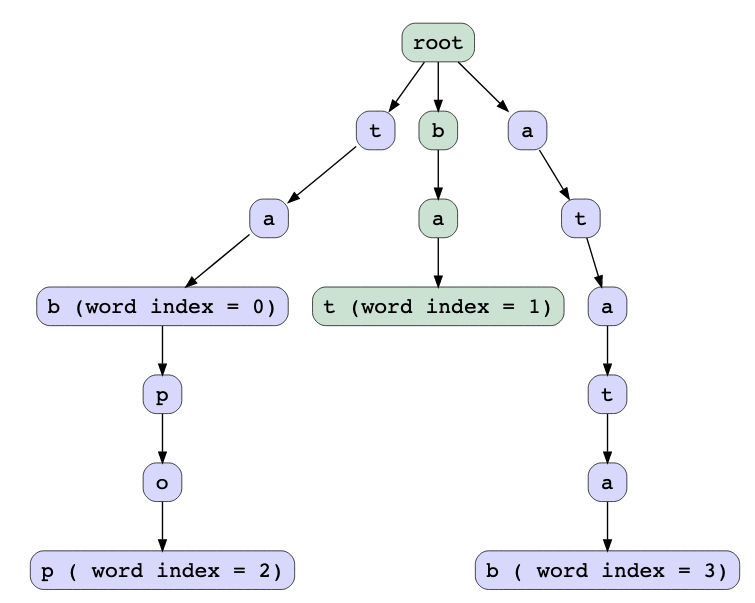 root
t b a
a a t
b (word index = 0) t (word index = 1) a
p t
o a
p ( word index = 2) b ( word index = 3)